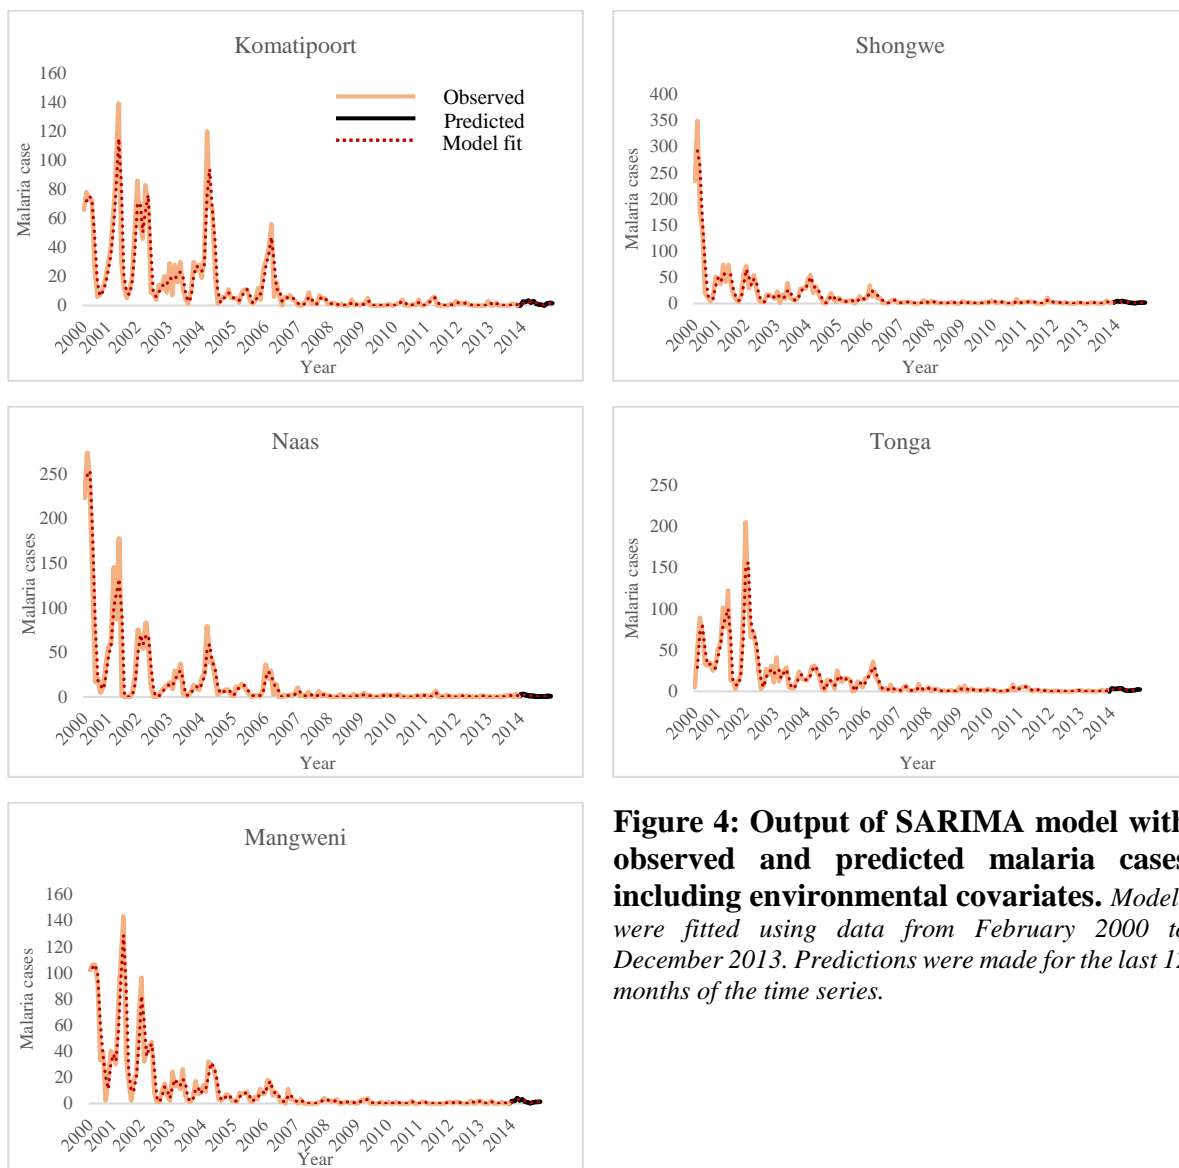 Komatipoort
160
140
120
100
80
60
40
20
0
Malaria case
Observed
Predicted
Model fit
2000 2001 2002 2003 2004 2005 2006 2007 2008 2009 2010 2011 2012 2013 2014
Year
Shongwe
400
350
300
250
200
150
100
50
0
Malaria cases
2000 2001 2002 2003 2004 2005 2006 2007 2008 2009 2010 2011 2012 2013 2014
Year
Naas
250
200
150
100
50
0
Malaria cases
2000 2001 2002 2003 2004 2005 2006 2007 2008 2009 2010 2011 2012 2013 2014
Year
Tonga
250
200
150
100
50
0
Malaria cases
2000 2001 2002 2003 2004 2005 2006 2007 2008 2009 2010 2011 2012 2013 2014
Year
Mangweni
160
140
120
100
80
60
40
20
0
Malaria cases
2000 2001 2002 2003 2004 2005 2006 2007 2008 2009 2010 2011 2012 2013 2014
Year
Figure 4: Output of SARIMA model with
observed and predicted malaria cases
including environmental covariates. Model
were fitted using data from February 2000 to
December 2013. Predictions were made for the last 12
months of the time series.